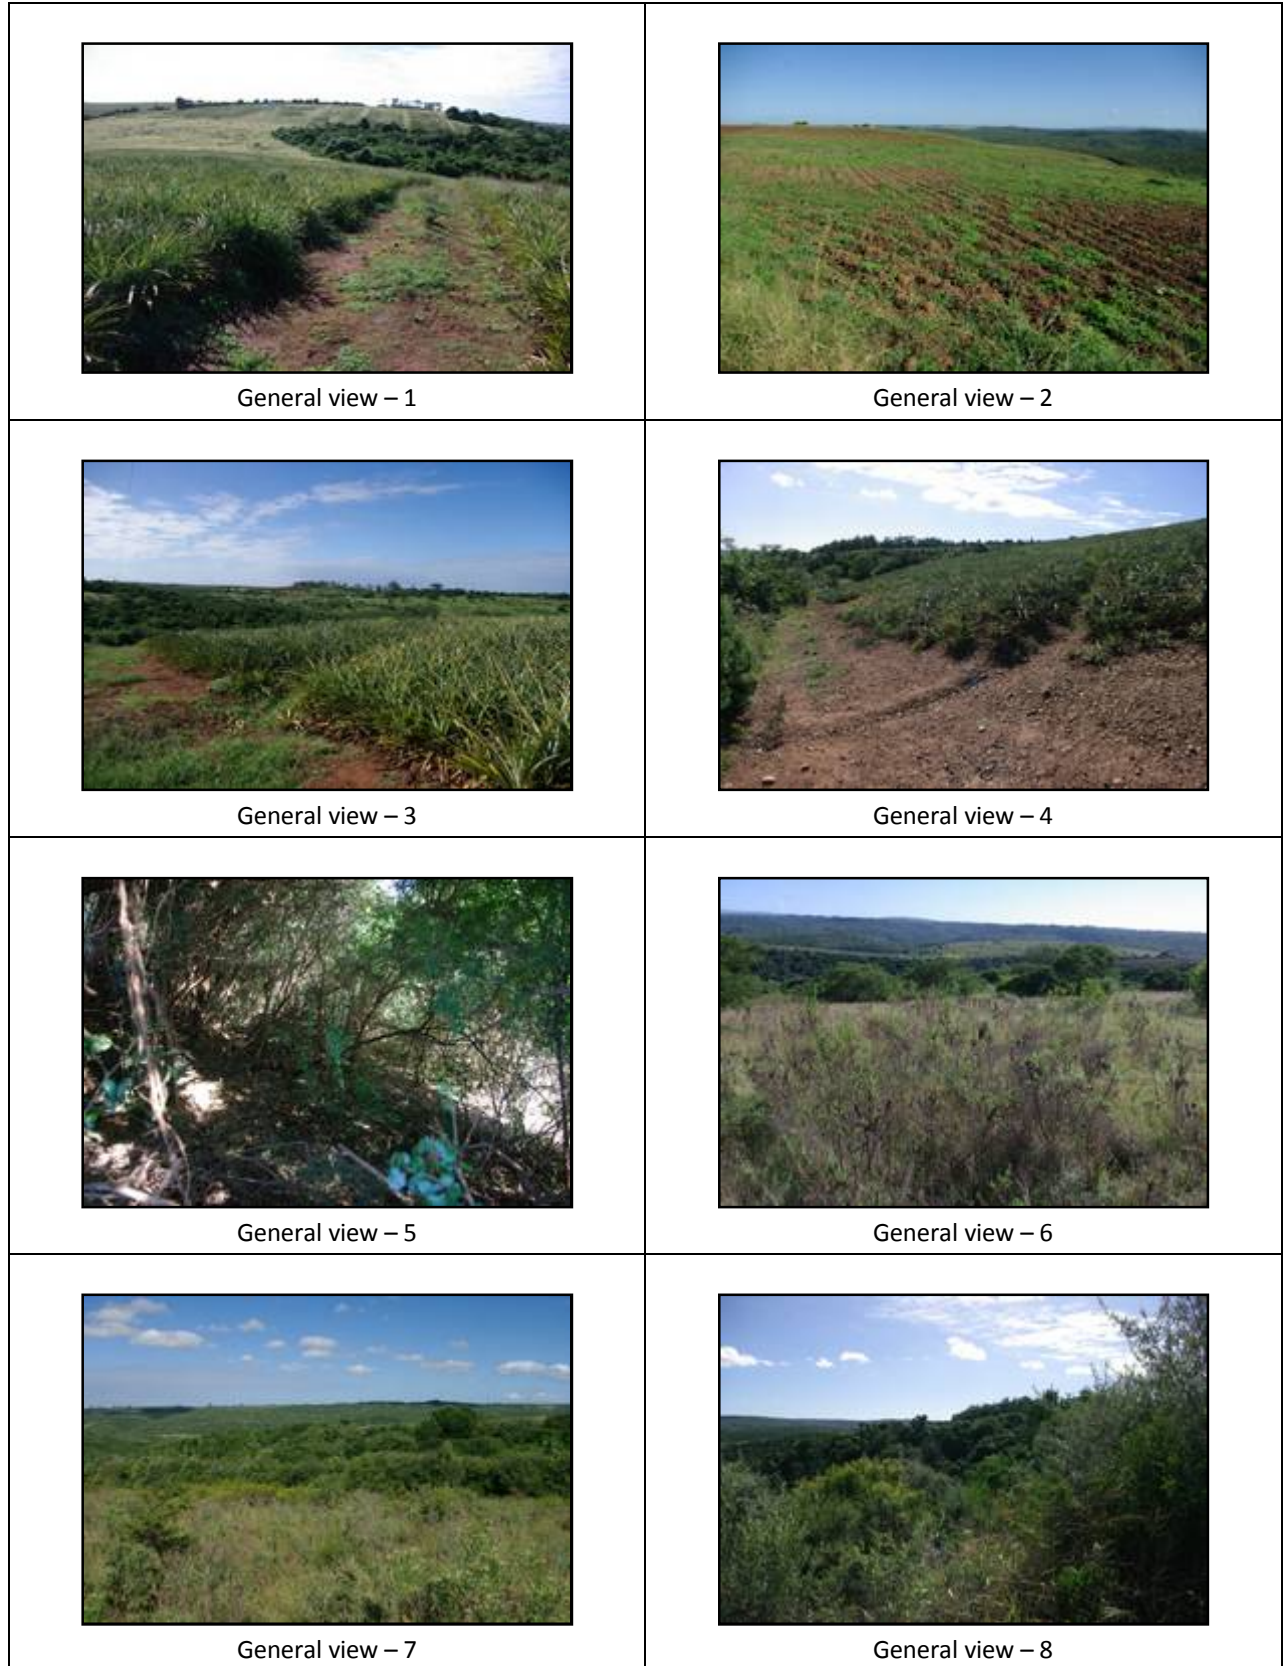 General view – 1
General view – 2
General view – 3
General view – 4
General view – 5
General view – 6
General view – 7
General view – 8